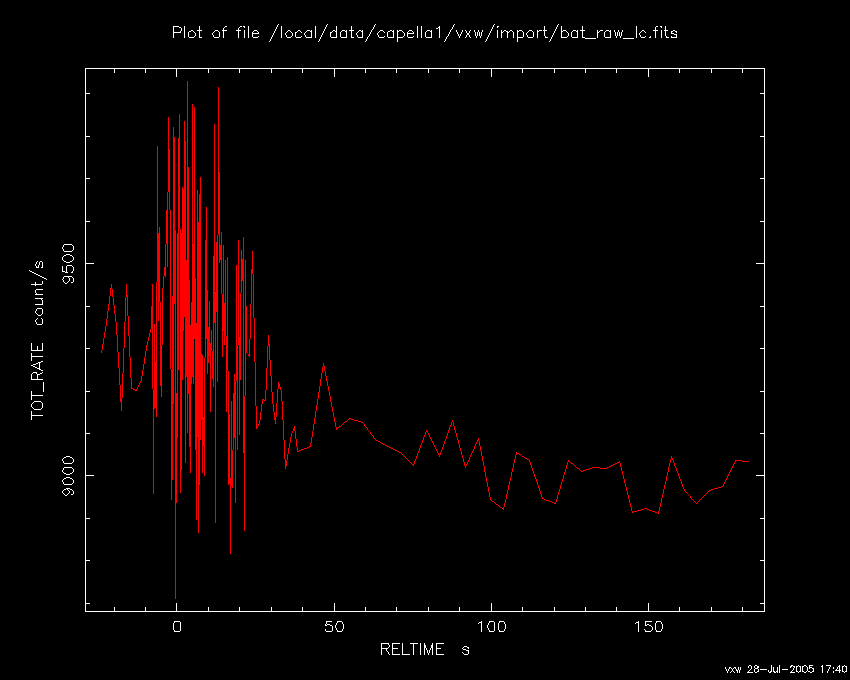 Plot of file /local/data/capella1/vxw/import/bat_raw_lc.fits
TOT_RATE count/s
9500
9000
0 50 100 150
RELTIME s
vxw 28-Jul-2005 17:40